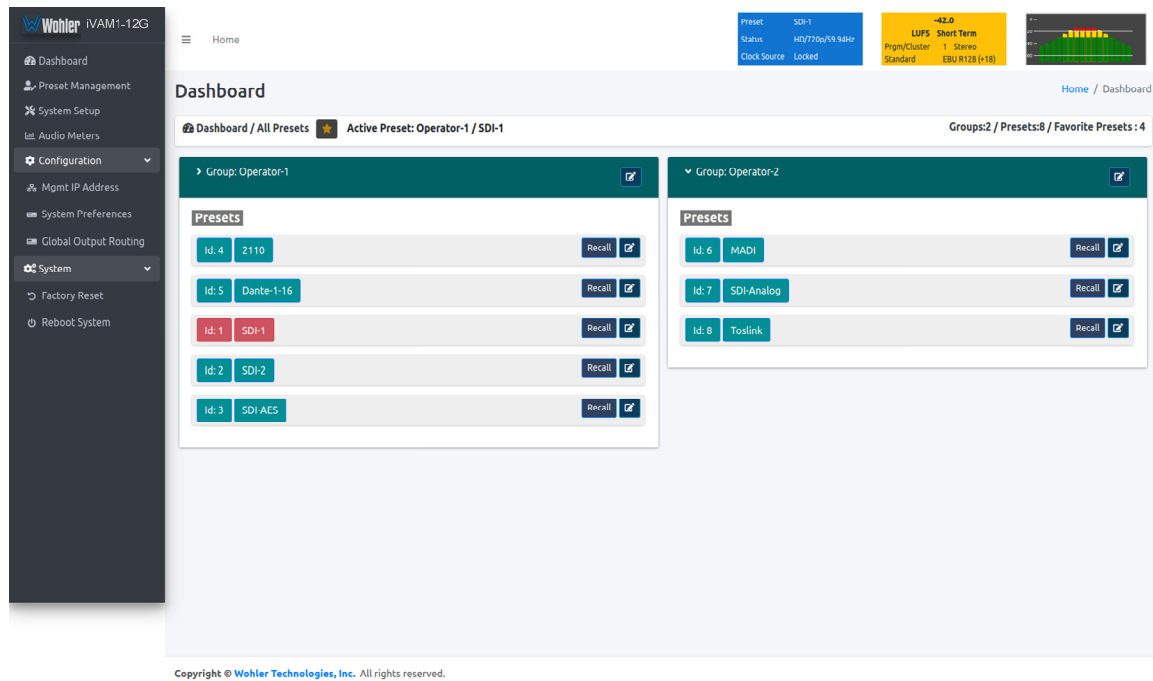 Wohler iVAM1-12G
Dashboard
Preset Management
System Setup
Audio Meters
Configuration
Mgmt IP Address
System Preferences
Global Output Routing
System
Factory Reset
Reboot System
Home
Preset SDI-1
Status HD/720p/59.94Hz
Clock Source Locked
-42.0
LUFS Short Term
Prgm/Cluster 1 Stereo
Standard EBU R128 (+18)
Dashboard
Home / Dashboard
Dashboard / All Presets Active Preset: Operator-1 / SDI-1
Groups:2 / Presets:8 / Favorite Presets : 4
Group: Operator-1
Presets
Id: 4 2110 Recall
Id: 5 Dante-1-16 Recall
Id: 1 SDI-1 Recall
Id: 2 SDI-2 Recall
Id: 3 SDI-AES Recall
Group: Operator-2
Presets
Id: 6 MADI Recall
Id: 7 SDI-Analog Recall
Id: 8 Toslink Recall
Copyright © Wohler Technologies, Inc. All rights reserved.